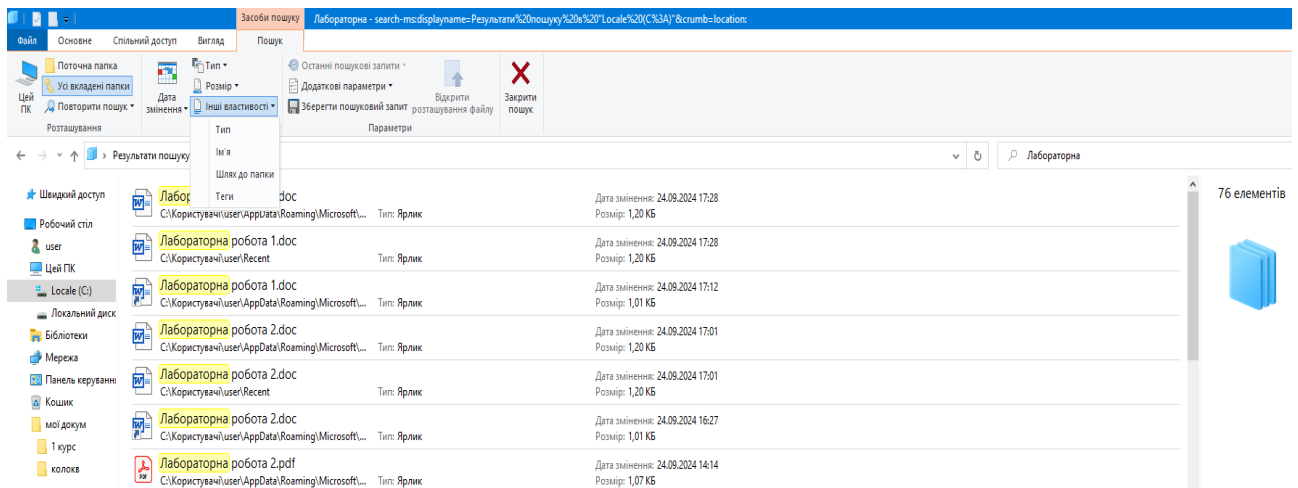 Засоби пошуку
Лабораторна - search-ms:displayname=Результати%20пошуку%20в%20"Locale%20(C%3A)"&crumb=location:
Файл Основне Спільний доступ Вигляд Пошук
Цей ПК
Поточна папка
Усі вкладені папки
Повторити пошук
Розташування
Дата змінення
Тип
Розмір
Інші властивості
Останні пошукові запити
Додаткові параметри
Зберегти пошуковий запит
Відкрити розташування файлу
Параметри
Закрити пошук
Тип
Ім'я
Шлях до папки
Теги
Результати пошуку
Лабораторна
Швидкий доступ
Робочий стіл
user
Цей ПК
Locale (C:)
Локальний диск
Бібліотеки
Мережа
Кошик
мої докум
1 курс
колокв
doc
C:\Користувачі\user\AppData\Roaming\Microsoft\... Тип: Ярлик
Дата змінення: 24.09.2024 17:28
Розмір: 1,20 КБ
Лабораторна робота 1.doc
C:\Користувачі\user\Recent Тип: Ярлик
Дата змінення: 24.09.2024 17:28
Розмір: 1,20 КБ
Лабораторна робота 1.doc
C:\Користувачі\user\AppData\Roaming\Microsoft\... Тип: Ярлик
Дата змінення: 24.09.2024 17:12
Розмір: 1,01 КБ
Лабораторна робота 2.doc
C:\Користувачі\user\AppData\Roaming\Microsoft\... Тип: Ярлик
Дата змінення: 24.09.2024 17:01
Розмір: 1,20 КБ
Лабораторна робота 2.doc
C:\Користувачі\user\Recent Тип: Ярлик
Дата змінення: 24.09.2024 17:01
Розмір: 1,20 КБ
Лабораторна робота 2.doc
C:\Користувачі\user\AppData\Roaming\Microsoft\... Тип: Ярлик
Дата змінення: 24.09.2024 16:27
Розмір: 1,01 КБ
Лабораторна робота 2.pdf
C:\Користувачі\user\AppData\Roaming\Microsoft\... Тип: Ярлик
Дата змінення: 24.09.2024 14:14
Розмір: 1,07 КБ
76 елементів